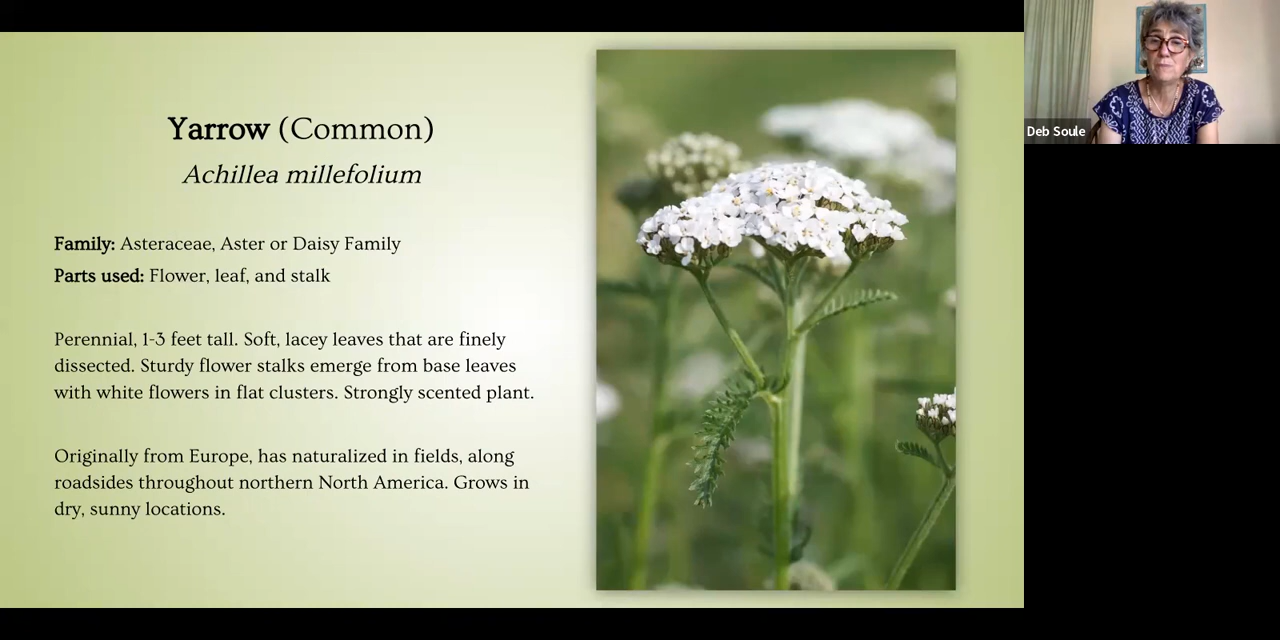 Yarrow (Common)
Achillea millefolium
Family: Asteraceae, Aster or Daisy Family
Parts used: Flower, leaf, and stalk
Perennial, 1-3 feet tall. Soft, lacey leaves that are finely
dissected. Sturdy flower stalks emerge from base leaves
with white flowers in flat clusters. Strongly scented plant.
Originally from Europe, has naturalized in fields, along
roadsides throughout northern North America. Grows in
dry, sunny locations.
Deb Soule